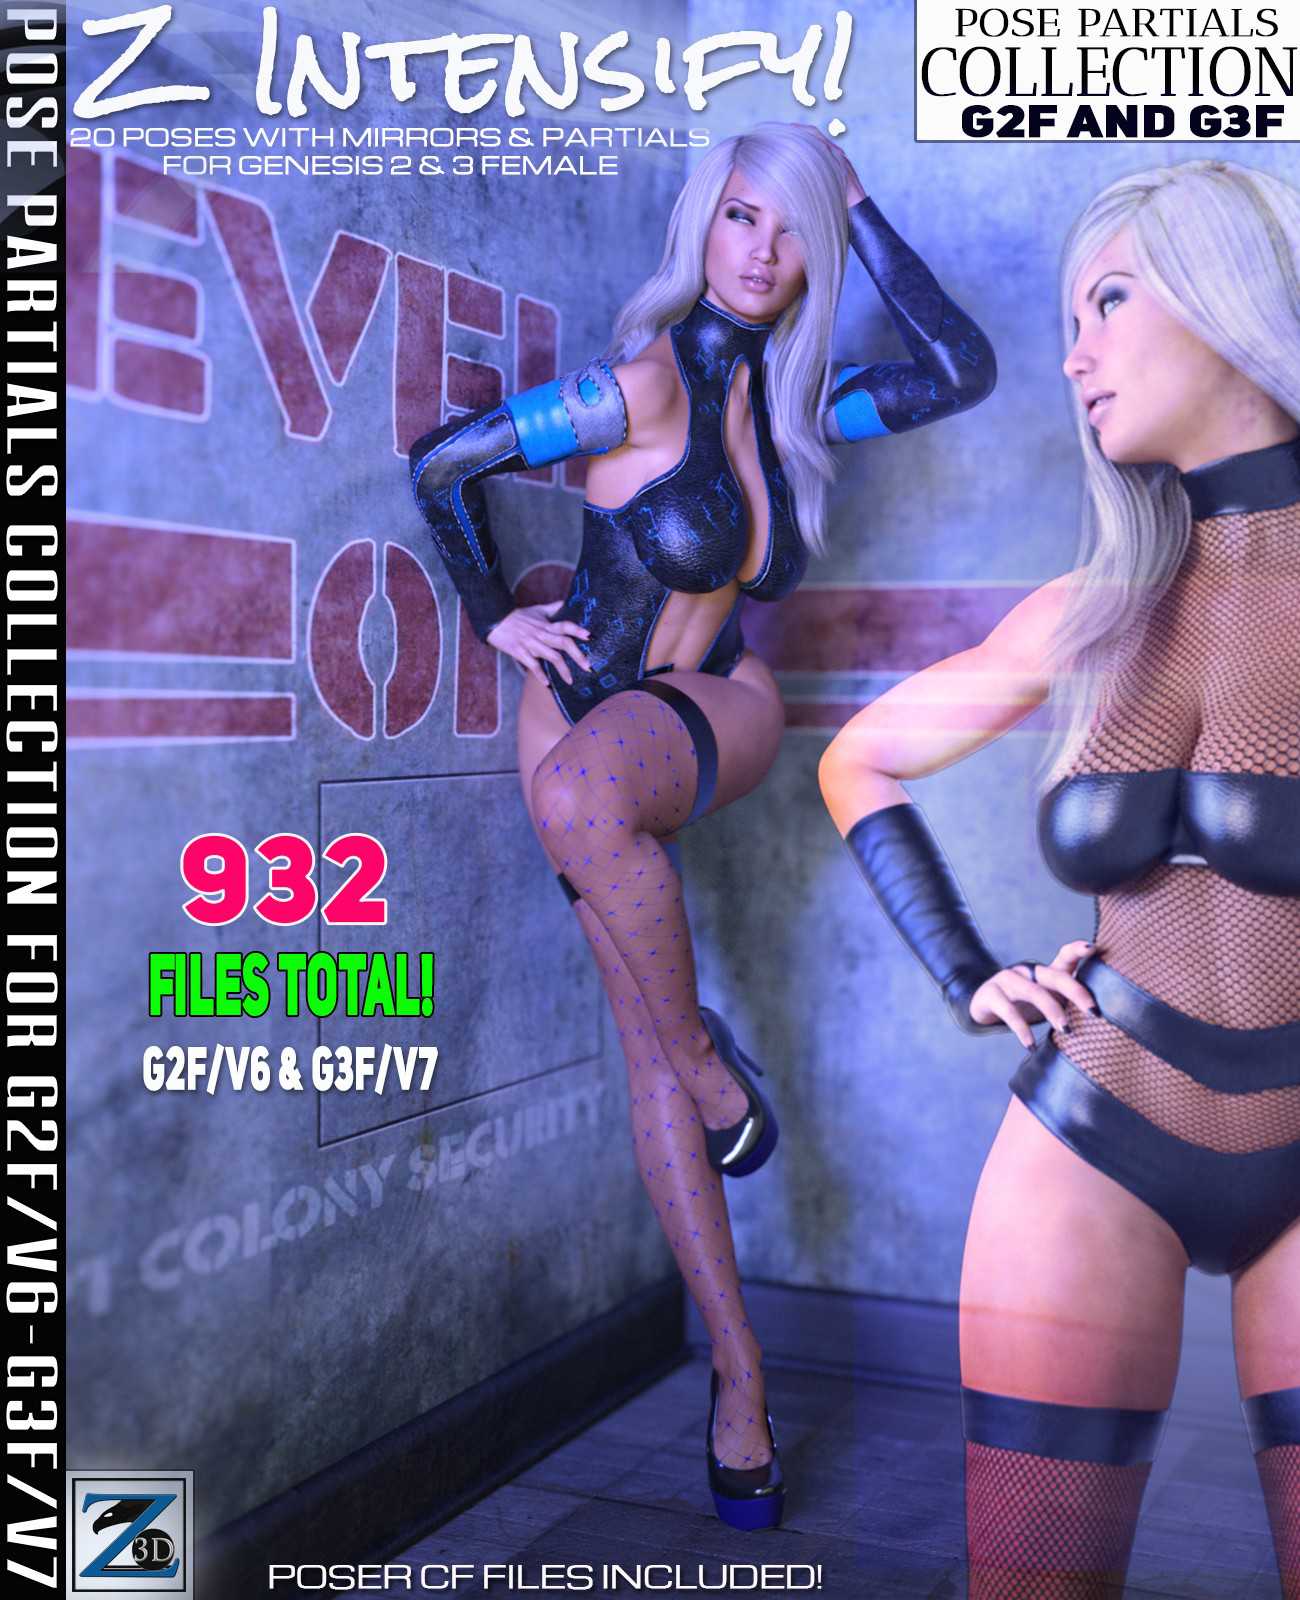 POSE PARTIALS COLLECTION FOR G2F/V6-G3F/V7
Z INTENSIFY!
20 POSES WITH MIRRORS & PARTIALS
FOR GENESIS 2 & 3 FEMALE
POSE PARTIALS
COLLECTION
G2F AND G3F
932
FILES TOTAL!
G2F/V6 & G3F/V7
COLONY SECURITY
Z
3D
POSER CF FILES INCLUDED!